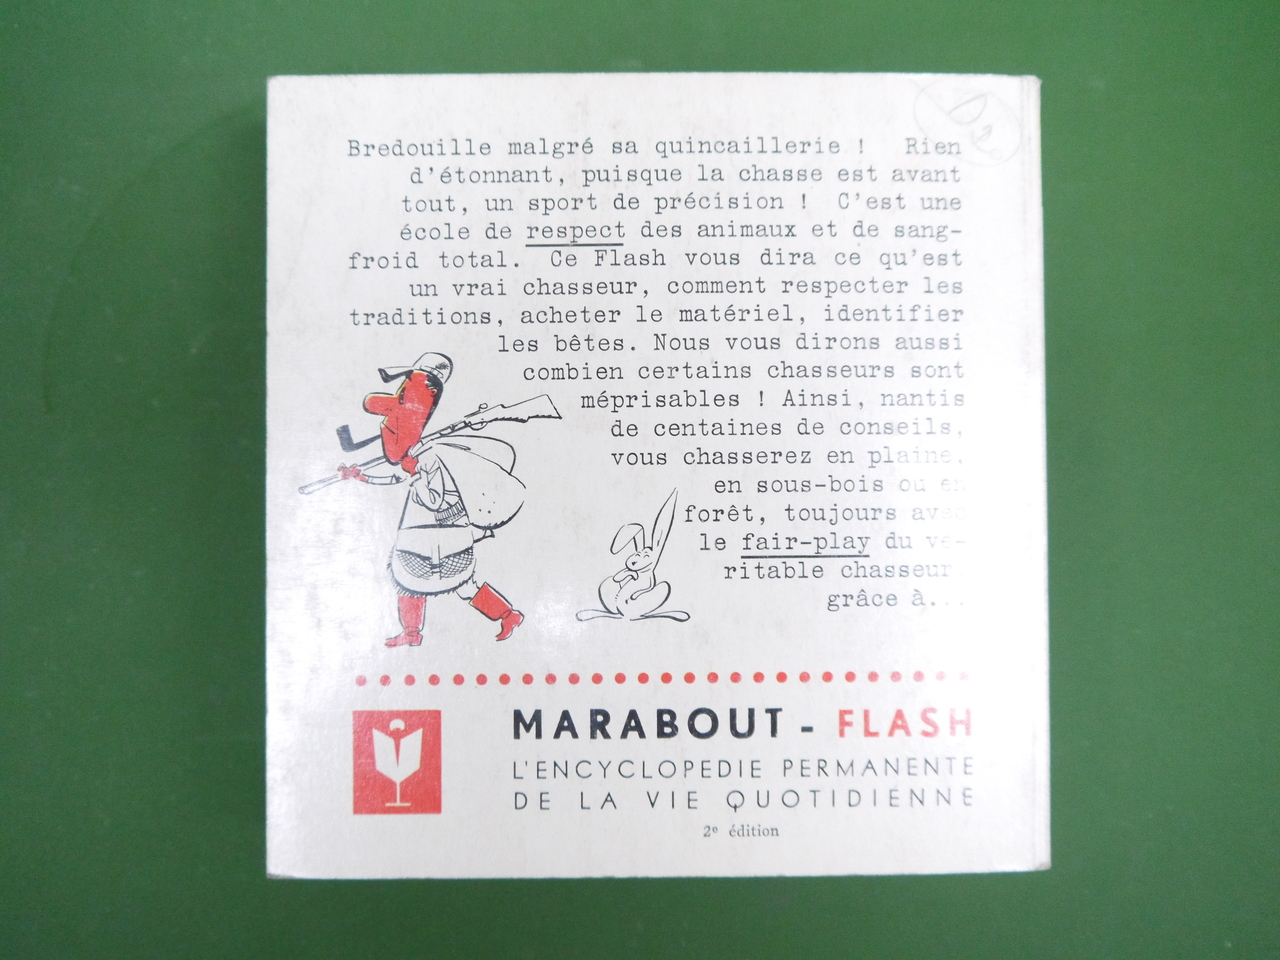 Bredouille malgré sa quincaillerie ! Rien
d'étonnant, puisque la chasse est avant
tout, un sport de précision ! C'est une
école de respect des animaux et de sang-
froid total. Ce Flash vous dira ce qu'est
un vrai chasseur, comment respecter les
traditions, acheter le matériel, identifier
les bêtes. Nous vous dirons aussi
combien certains chasseurs sont
méprisables ! Ainsi, nantis
de centaines de conseils,
vous chasserez en plaine,
en sous-bois ou en
forêt, toujours avec
le fair-play du vé-
ritable chasseur
grâce à...
MARABOUT - FLASH
L'ENCYCLOPEDIE PERMANENTE
DE LA VIE QUOTIDIENNE
2e édition